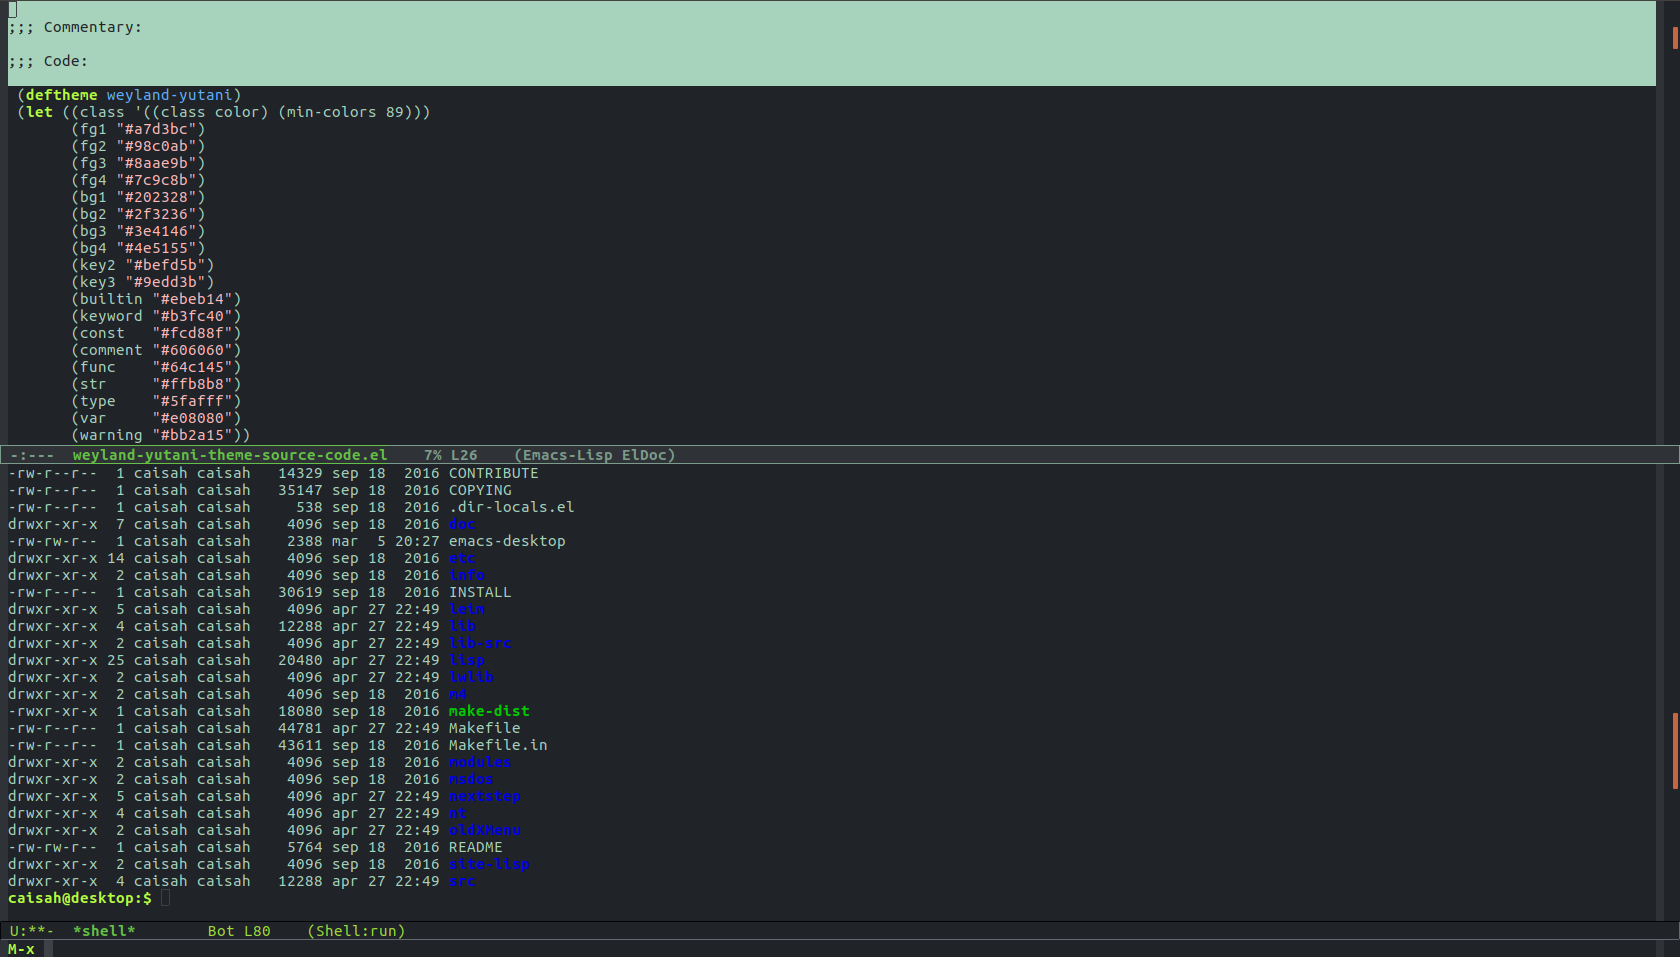 ;;; Commentary:

;;; Code:

 (deftheme weyland-yutani)
 (let ((class '((class color) (min-colors 89)))
       (fg1 "#a7d3bc")
       (fg2 "#98c0ab")
       (fg3 "#8aae9b")
       (fg4 "#7c9c8b")
       (bg1 "#202328")
       (bg2 "#2f3236")
       (bg3 "#3e4146")
       (bg4 "#4e5155")
       (key2 "#befd5b")
       (key3 "#9edd3b")
       (builtin "#ebeb14")
       (keyword "#b3fc40")
       (const   "#fcd88f")
       (comment "#606060")
       (func    "#64c145")
       (str     "#ffb8b8")
       (type    "#5fafff")
       (var     "#e08080")
       (warning "#bb2a15"))
-:---  weyland-yutani-theme-source-code.el    7% L26    (Emacs-Lisp ElDoc)
-rw-r--r--  1 caisah caisah   14329 sep 18  2016 CONTRIBUTE
-rw-r--r--  1 caisah caisah   35147 sep 18  2016 COPYING
-rw-r--r--  1 caisah caisah     538 sep 18  2016 .dir-locals.el
drwxr-xr-x  7 caisah caisah    4096 sep 18  2016 doc
-rw-rw-r--  1 caisah caisah    2388 mar  5 20:27 emacs-desktop
drwxr-xr-x 14 caisah caisah    4096 sep 18  2016 etc
drwxr-xr-x  2 caisah caisah    4096 sep 18  2016 info
-rw-r--r--  1 caisah caisah   30619 sep 18  2016 INSTALL
drwxr-xr-x  5 caisah caisah    4096 apr 27 22:49 leim
drwxr-xr-x  4 caisah caisah   12288 apr 27 22:49 lib
drwxr-xr-x  2 caisah caisah    4096 apr 27 22:49 lib-src
drwxr-xr-x 25 caisah caisah   20480 apr 27 22:49 lisp
drwxr-xr-x  2 caisah caisah    4096 apr 27 22:49 lwlib
drwxr-xr-x  2 caisah caisah    4096 sep 18  2016 m4
-rwxr-xr-x  1 caisah caisah   18080 sep 18  2016 make-dist
-rw-r--r--  1 caisah caisah   44781 apr 27 22:49 Makefile
-rw-r--r--  1 caisah caisah   43611 sep 18  2016 Makefile.in
drwxr-xr-x  2 caisah caisah    4096 sep 18  2016 modules
drwxr-xr-x  2 caisah caisah    4096 sep 18  2016 msdos
drwxr-xr-x  5 caisah caisah    4096 apr 27 22:49 nextstep
drwxr-xr-x  4 caisah caisah    4096 apr 27 22:49 nt
drwxr-xr-x  2 caisah caisah    4096 apr 27 22:49 oldXMenu
-rw-rw-r--  1 caisah caisah    5764 sep 18  2016 README
drwxr-xr-x  2 caisah caisah    4096 sep 18  2016 site-lisp
drwxr-xr-x  4 caisah caisah   12288 apr 27 22:49 src
caisah@desktop:$
U:**-  *shell*        Bot L80    (Shell:run)
M-x